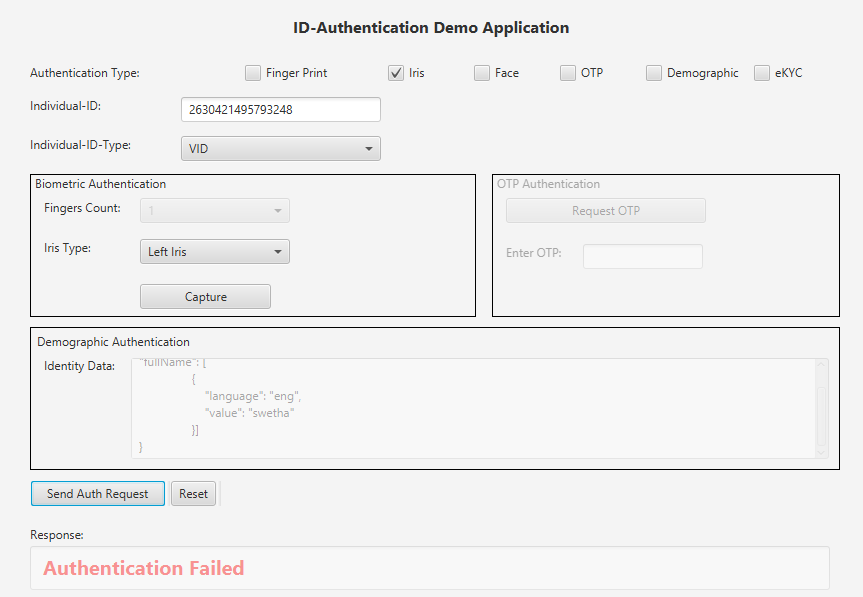 ID-Authentication Demo Application
Authentication Type: Finger Print Iris Face OTP Demographic eKYC
Individual-ID: 2630421495793248
Individual-ID-Type: VID
Biometric Authentication
Fingers Count: 1
Iris Type: Left Iris
Capture
OTP Authentication
Request OTP
Enter OTP:
Demographic Authentication
Identity Data: "fullName": [
{
"language": "eng",
"value": "swetha"
}]
}
Send Auth Request Reset
Response:
Authentication Failed